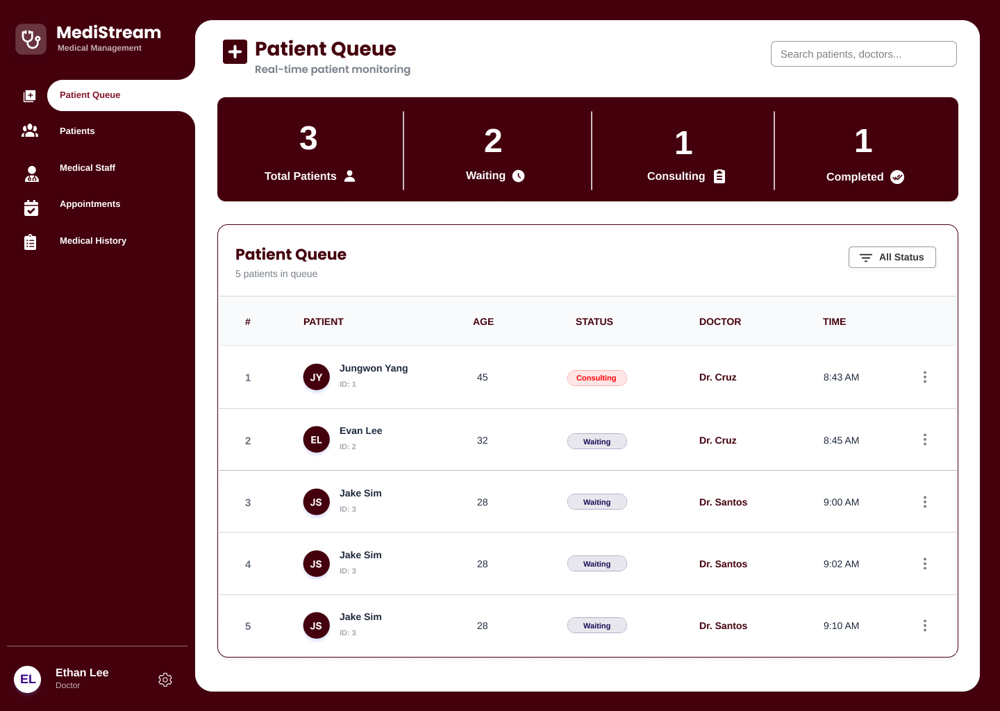 MediStream
Medical Management
Patient Queue
Patients
Medical Staff
Appointments
Medical History
EL
Ethan Lee
Doctor
Patient Queue
Real-time patient monitoring
Search patients, doctors...
3
Total Patients
2
Waiting
1
Consulting
1
Completed
Patient Queue
5 patients in queue
All Status
# PATIENT AGE STATUS DOCTOR TIME
1 JY Jungwon Yang 45 Consulting Dr. Cruz 8:43 AM
ID: 1
2 EL Evan Lee 32 Waiting Dr. Cruz 8:45 AM
ID: 2
3 JS Jake Sim 28 Waiting Dr. Santos 9:00 AM
ID: 3
4 JS Jake Sim 28 Waiting Dr. Santos 9:02 AM
ID: 3
5 JS Jake Sim 28 Waiting Dr. Santos 9:10 AM
ID: 3